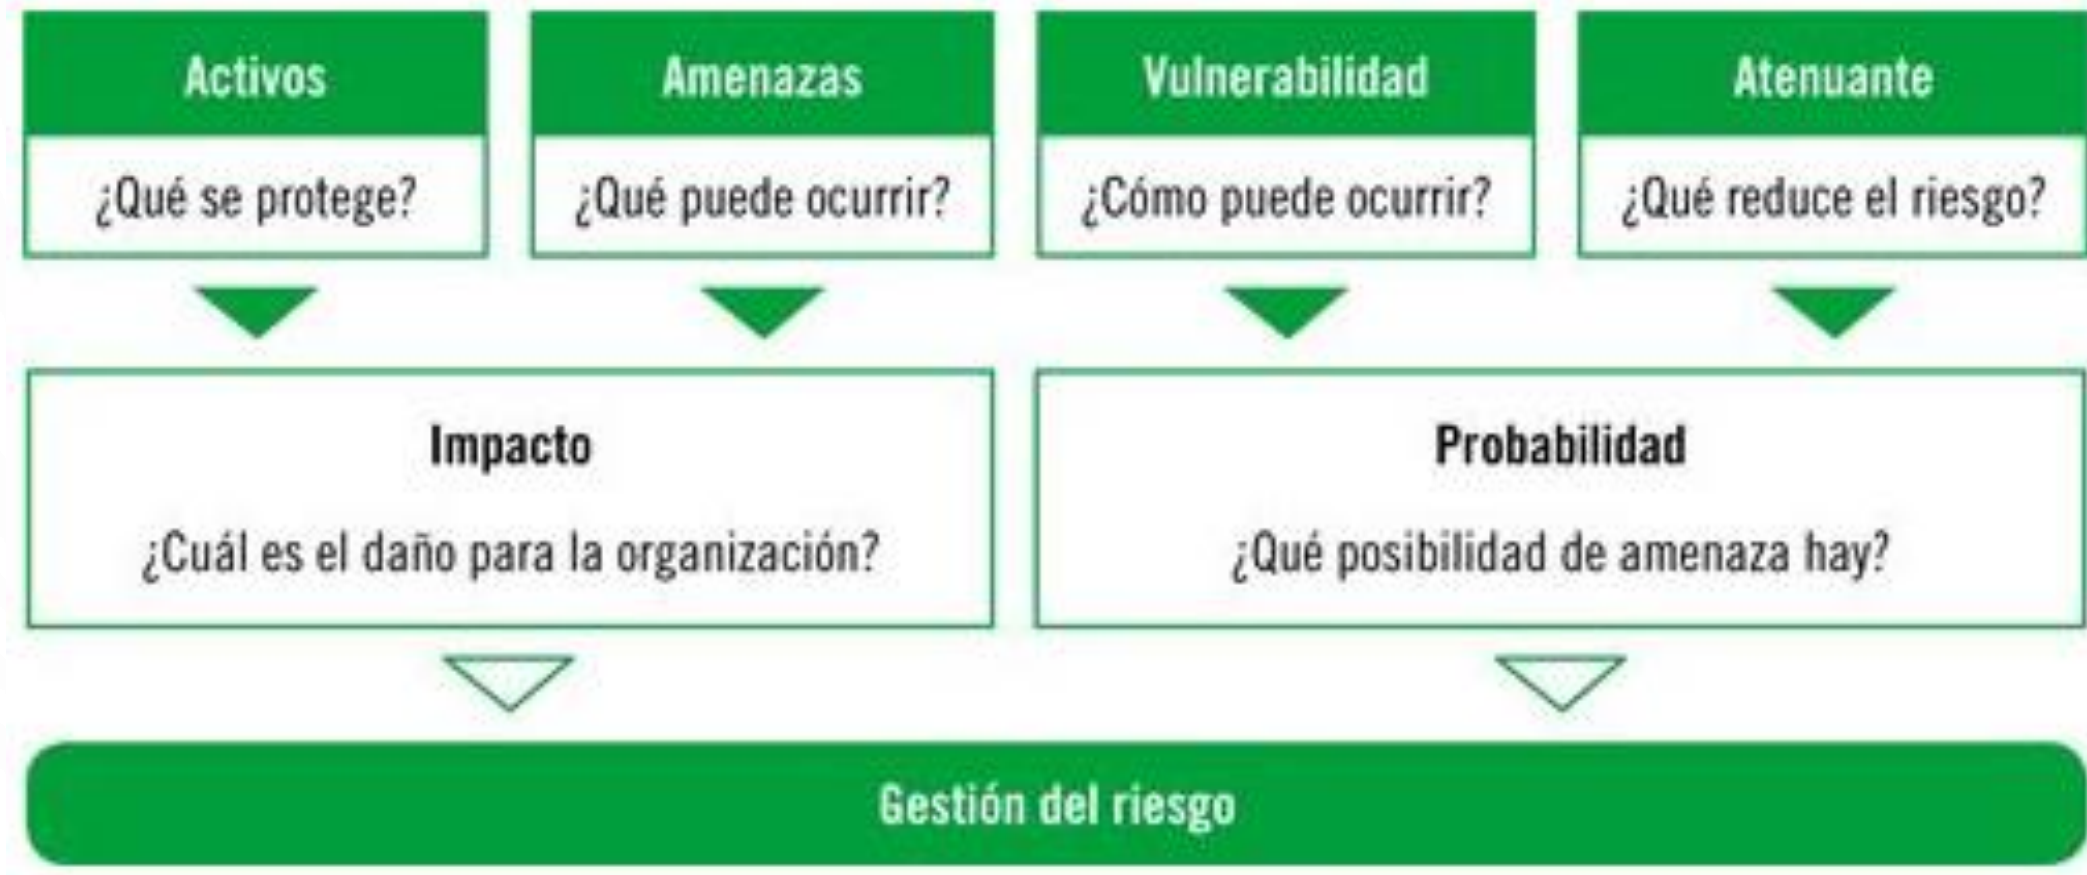 Activos
¿Qué se protege?
Amenazas
¿Qué puede ocurrir?
Vulnerabilidad
¿Cómo puede ocurrir?
Atenuante
¿Qué reduce el riesgo?
Impacto
¿Cuál es el daño para la organización?
Probabilidad
¿Qué posibilidad de amenaza hay?
Gestión del riesgo